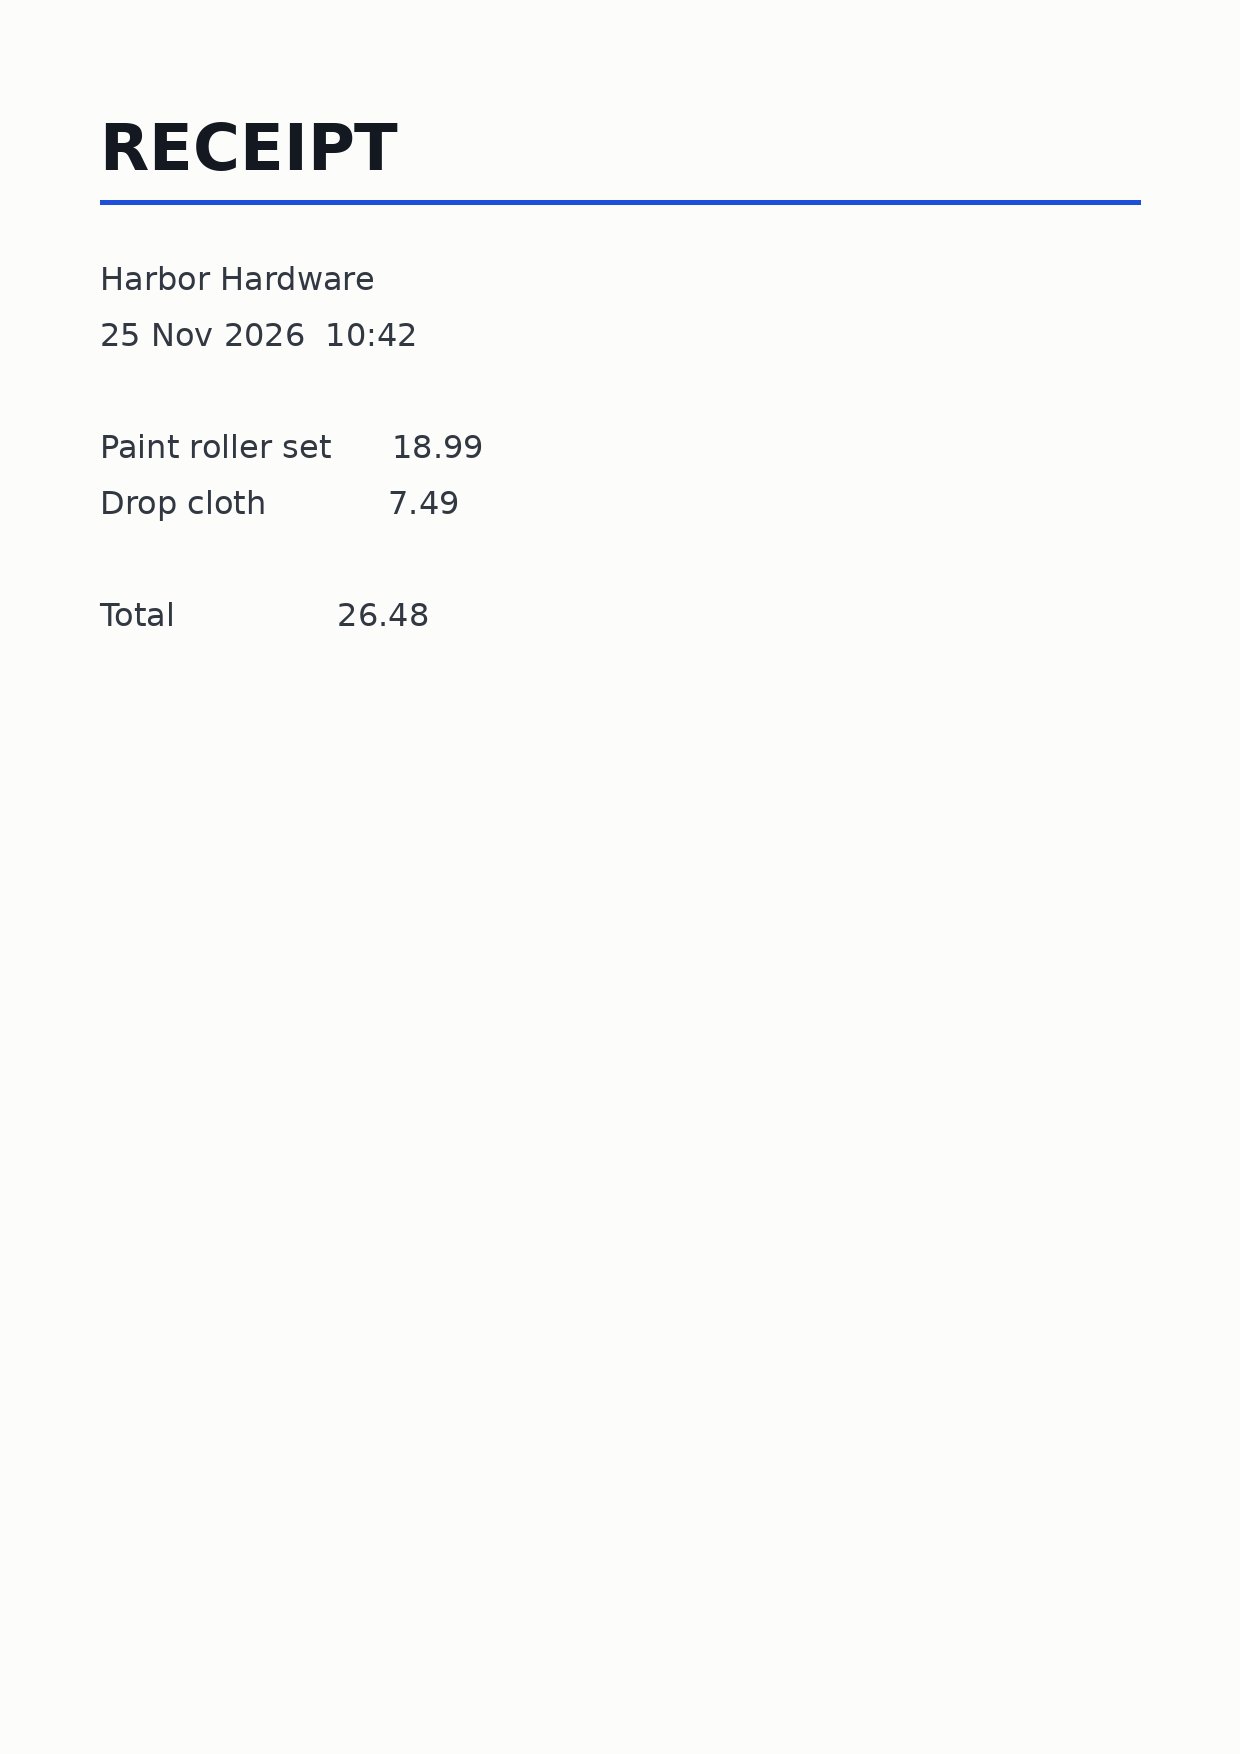 RECEIPT
Harbor Hardware
25 Nov 2026  10:42
Paint roller set      18.99
Drop cloth            7.49
Total                26.48